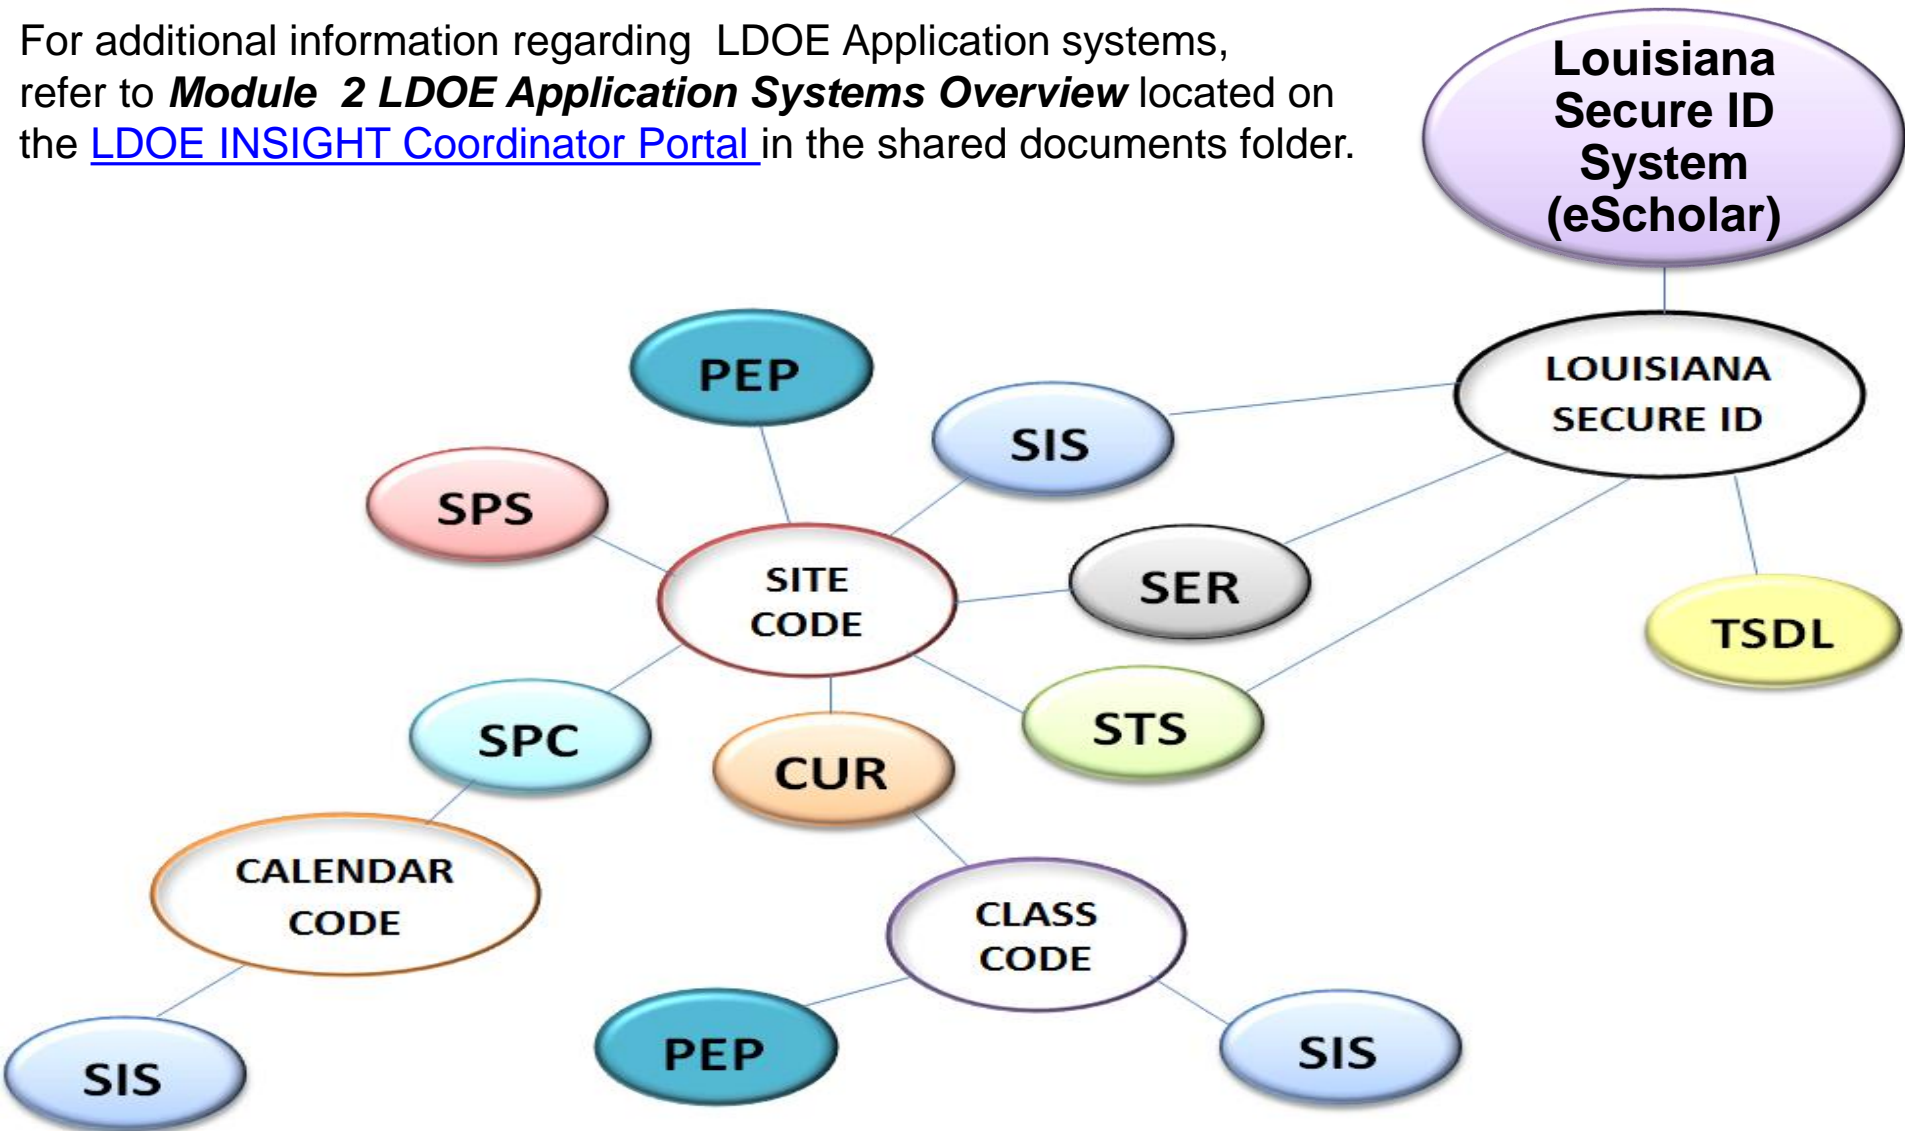 For additional information regarding  LDOE Application systems,
refer to Module  2 LDOE Application Systems Overview located on
the LDOE INSIGHT Coordinator Portal in the shared documents folder.
Louisiana
Secure ID
System
(eScholar)
PEP
SIS
LOUISIANA
SECURE ID
SPS
SITE
CODE
SER
TSDL
SPC
CUR
STS
CALENDAR
CODE
CLASS
CODE
SIS
PEP
SIS